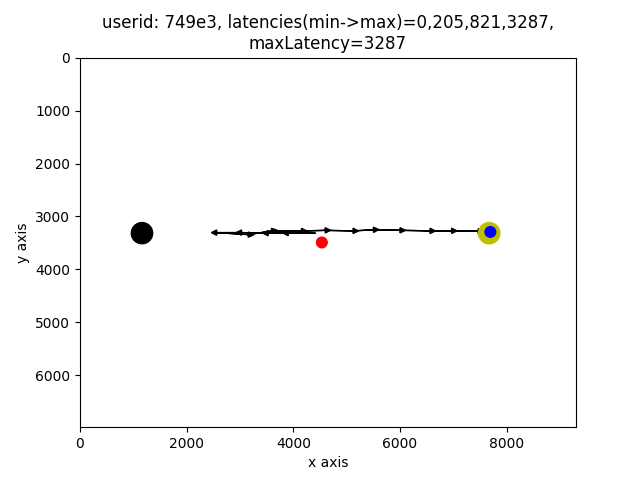 userid: 749e3, latencies(min->max)=0,205,821,3287,
maxLatency=3287
0
1000
2000
3000
4000
5000
6000
y axis
0 2000 4000 6000 8000
x axis